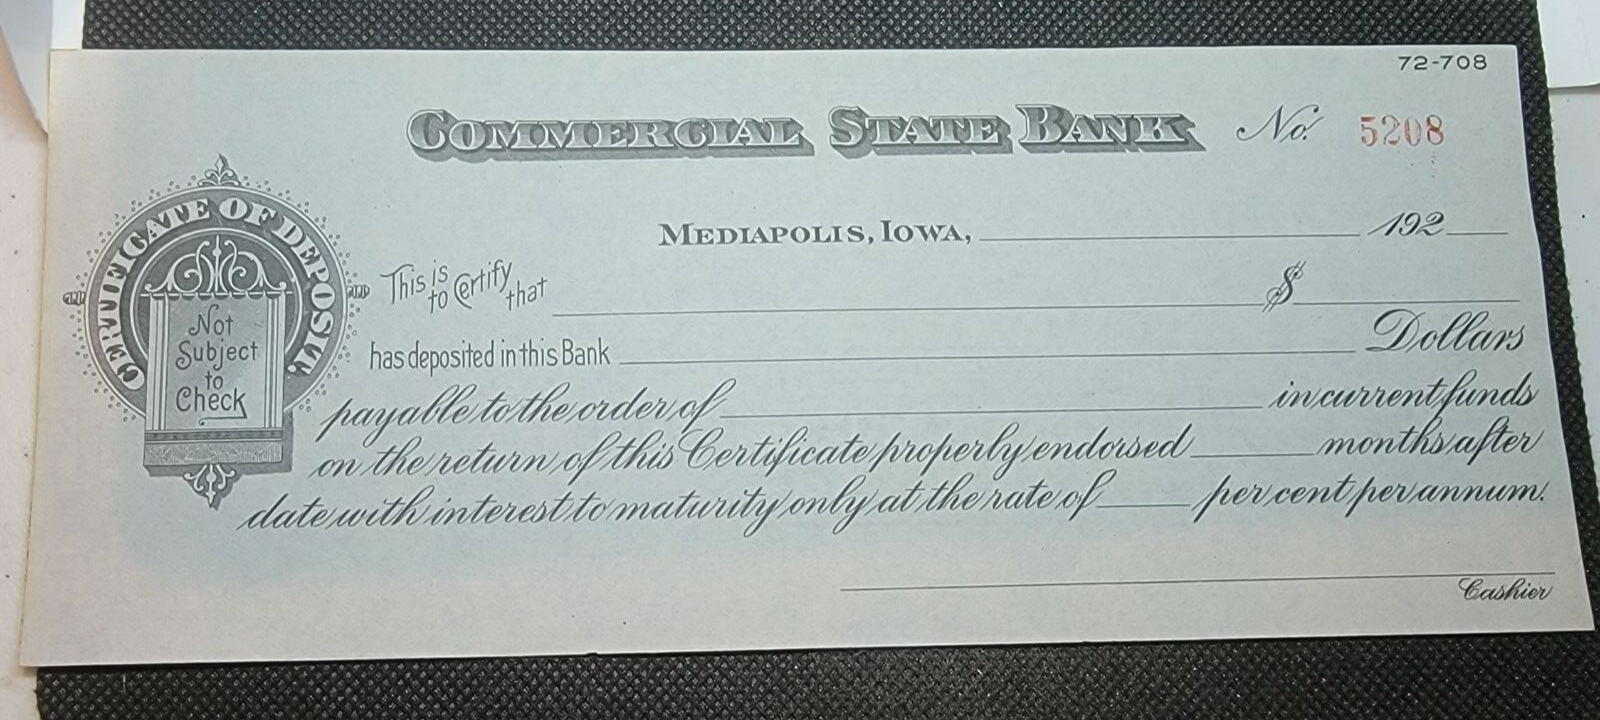 72-708
COMMERCIAL STATE BANK No. 5208
MEDIAPOLIS, IOWA, 192
CERTIFICATE OF DEPOSIT.
Not
Subject
to
Check
This is to Certify that $
has deposited in this Bank Dollars
payable to the order of in current funds
on the return of this Certificate properly endorsed months after
date with interest to maturity only at the rate of per cent per annum.
Cashier